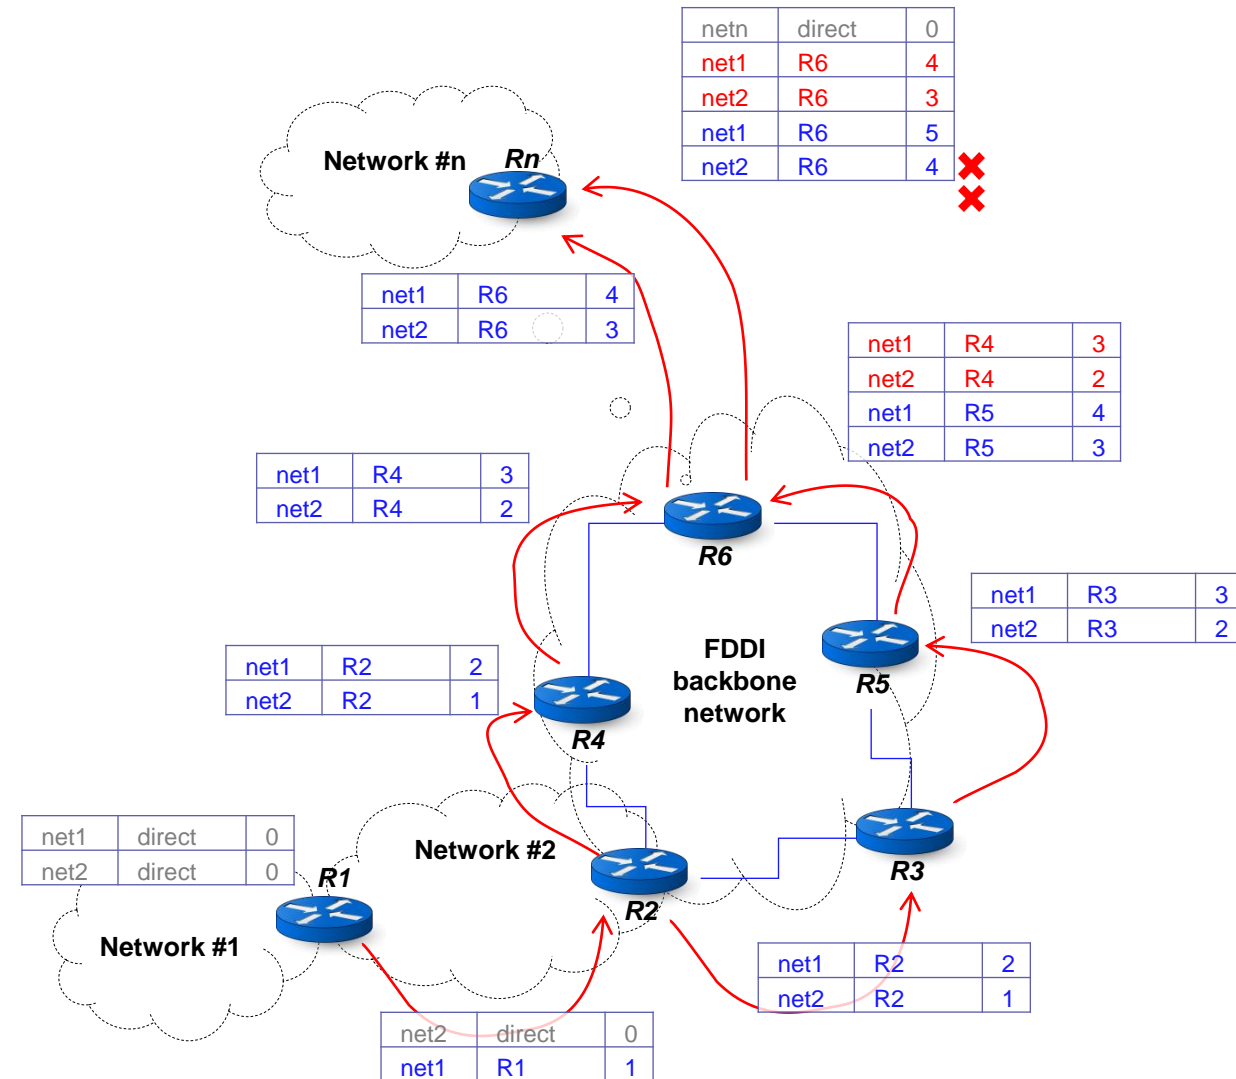 netn direct 0
net1 R6 4
net2 R6 3
net1 R6 5
net2 R6 4
Network #n
Rn
net1 R6 4
net2 R6 3
net1 R4 3
net2 R4 2
net1 R5 4
net2 R5 3
net1 R4 3
net2 R4 2
R6
net1 R3 3
net2 R3 2
FDDI
backbone
network
R5
net1 R2 2
net2 R2 1
R4
Network #2
net1 direct 0
net2 direct 0
R1
R3
R2
Network #1
net1 R2 2
net2 R2 1
net2 direct 0
net1 R1 1